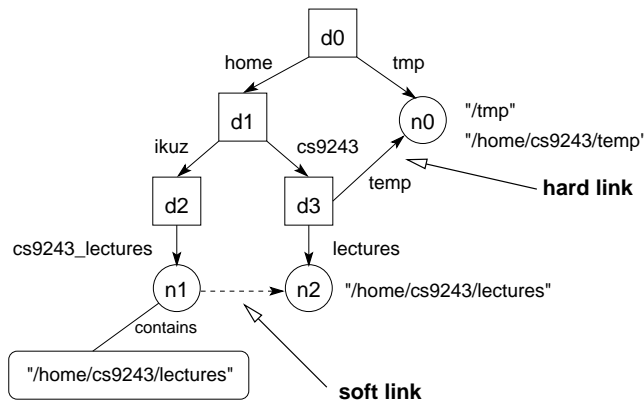 d0
home
tmp
d1
n0
"/tmp"
"/home/cs9243/temp"
ikuz
cs9243
temp
hard link
d2
d3
cs9243_lectures
lectures
n1
n2
"/home/cs9243/lectures"
contains
"/home/cs9243/lectures"
soft link